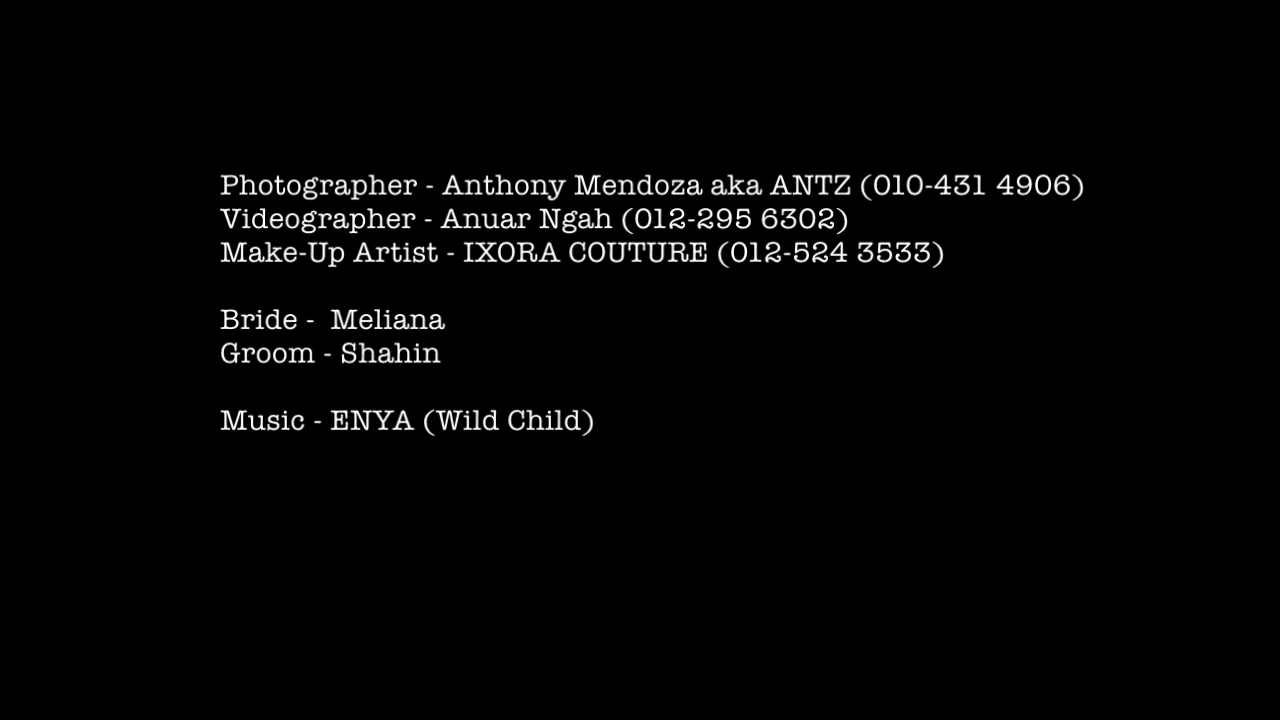 Photographer - Anthony Mendoza aka ANTZ (010-431 4906)
Videographer - Anuar Ngah (012-295 6302)
Make-Up Artist - IXORA COUTURE (012-524 3533)
Bride -  Meliana
Groom - Shahin
Music - ENYA (Wild Child)